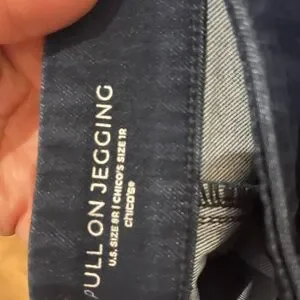 PULL ON JEGGING
U.S. SIZE 8R | CHICO'S SIZE 1R
chico's®